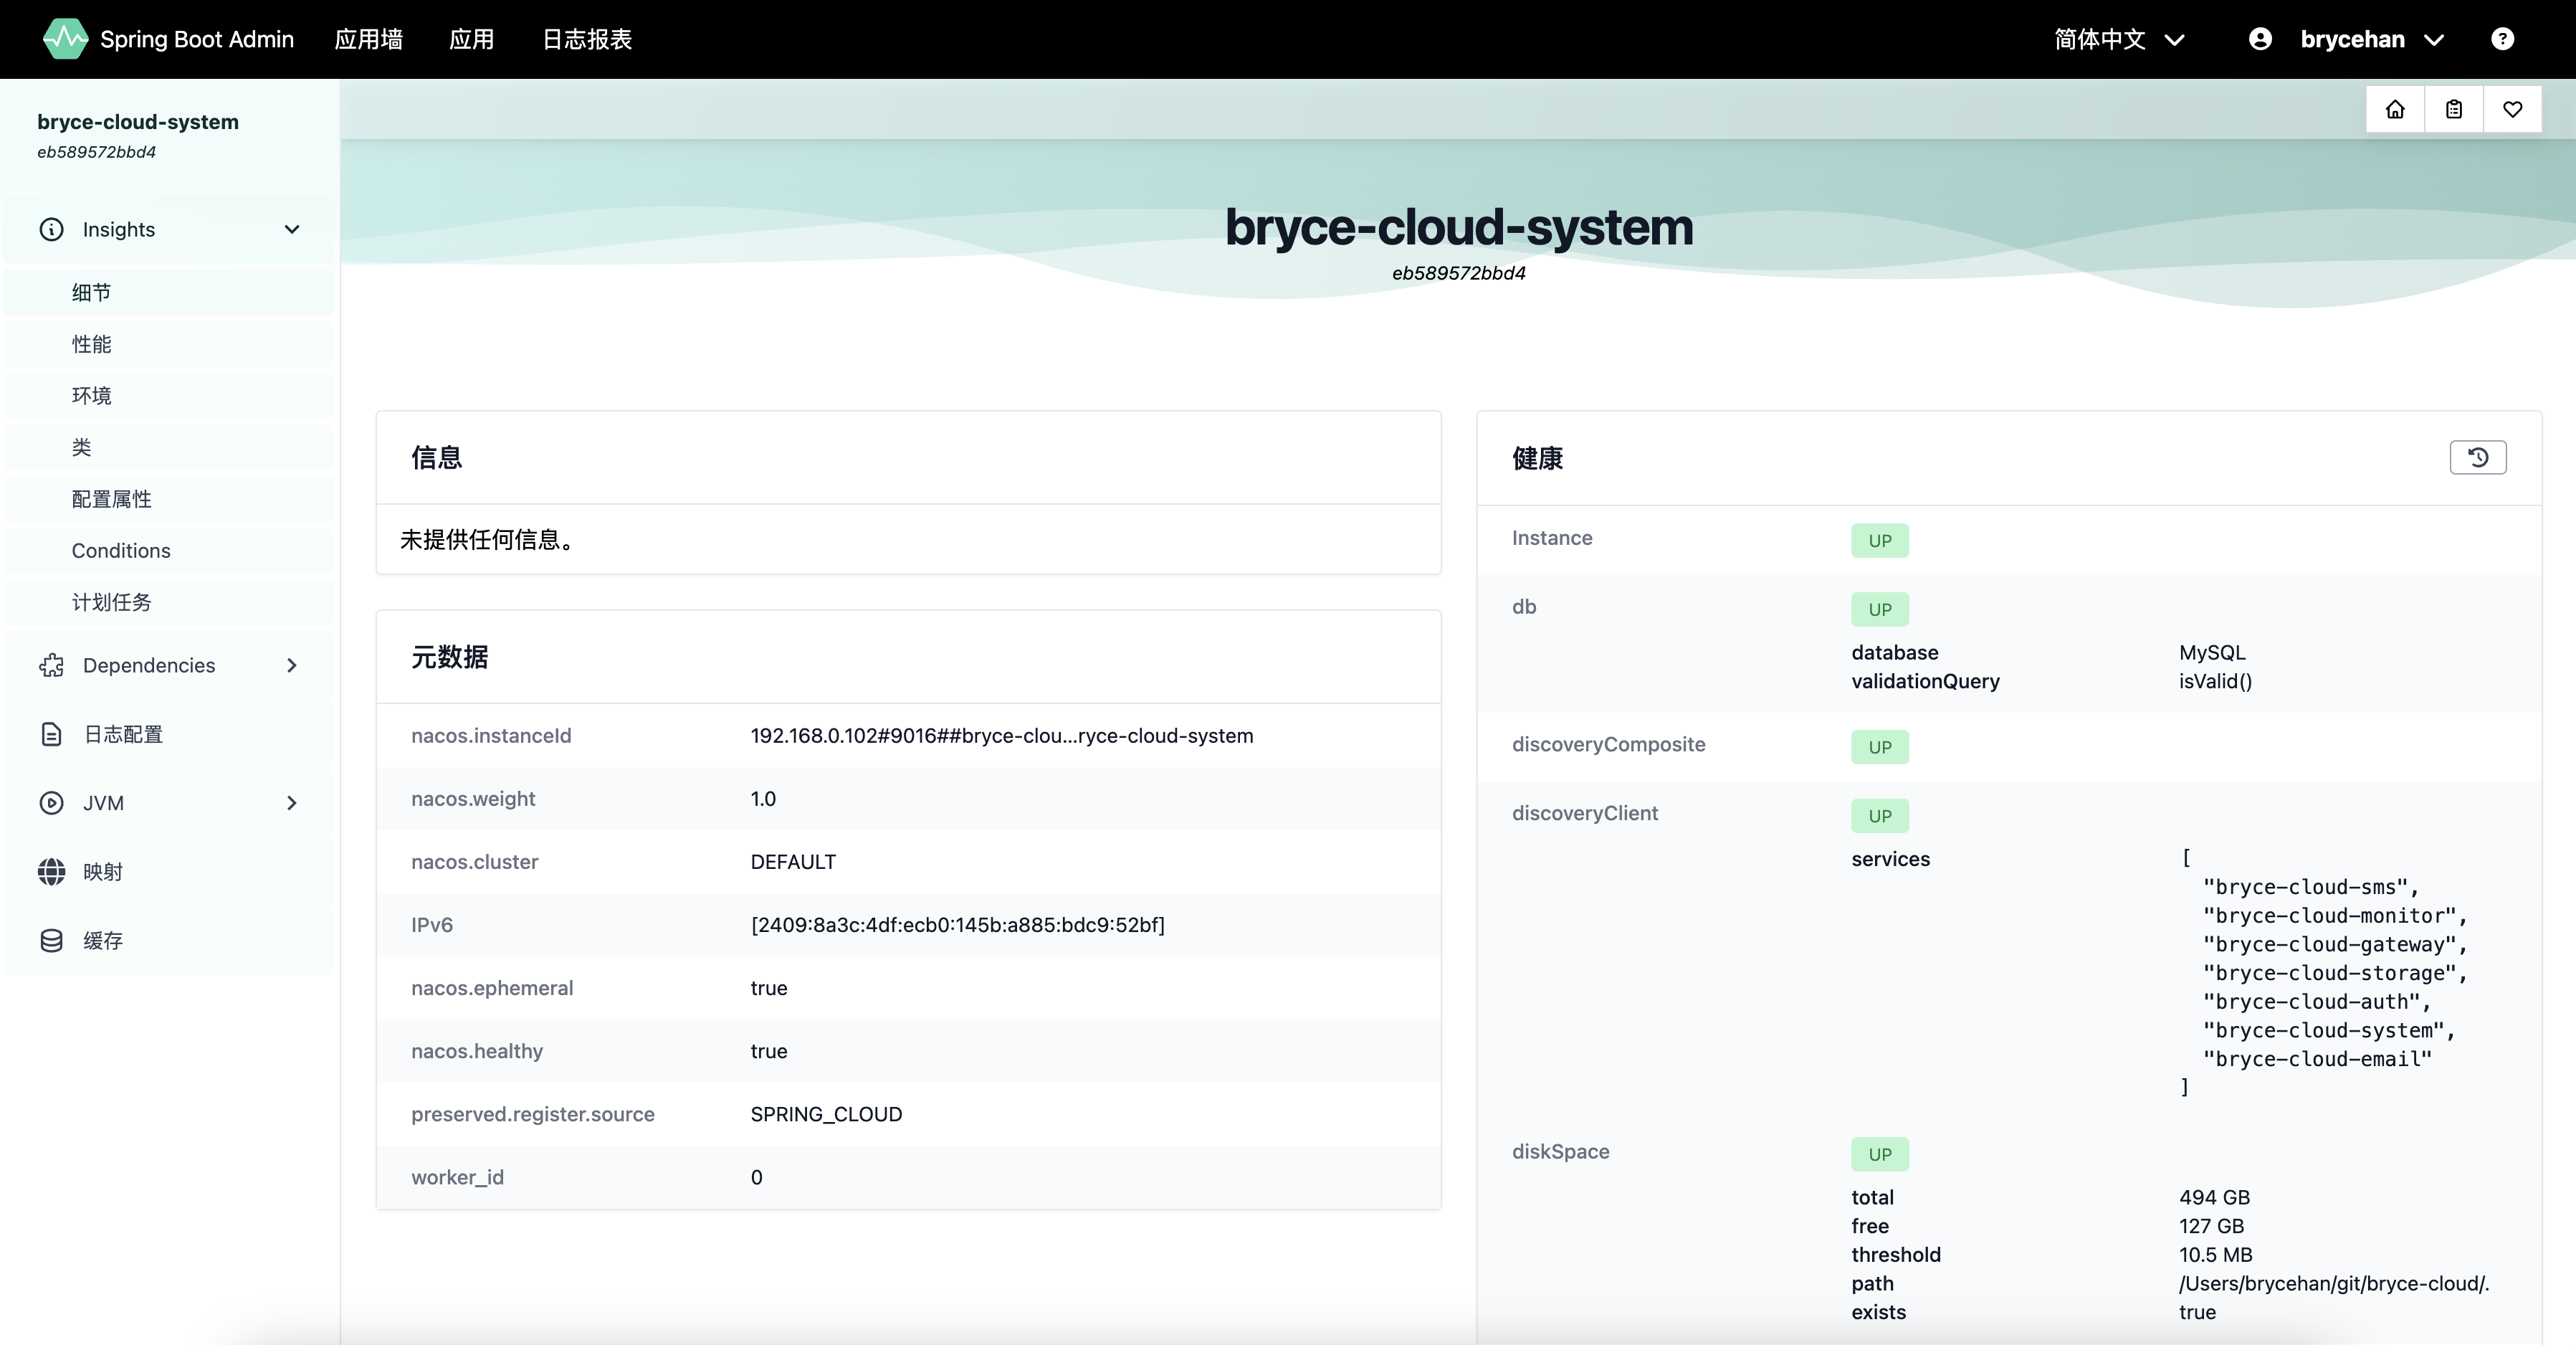 Spring Boot Admin
应用墙
应用
日志报表
简体中文
brycehan
bryce-cloud-system
eb589572bbd4
Insights
细节
性能
环境
类
配置属性
Conditions
计划任务
Dependencies
日志配置
JVM
映射
缓存
bryce-cloud-system
eb589572bbd4
信息
未提供任何信息。
元数据
nacos.instanceId 192.168.0.102#9016##bryce-clou...ryce-cloud-system
nacos.weight 1.0
nacos.cluster DEFAULT
IPv6 [2409:8a3c:4df:ecb0:145b:a885:bdc9:52bf]
nacos.ephemeral true
nacos.healthy true
preserved.register.source SPRING_CLOUD
worker_id 0
健康
Instance UP
db UP
database MySQL
validationQuery isValid()
discoveryComposite UP
discoveryClient UP
services [
"bryce-cloud-sms",
"bryce-cloud-monitor",
"bryce-cloud-gateway",
"bryce-cloud-storage",
"bryce-cloud-auth",
"bryce-cloud-system",
"bryce-cloud-email"
]
diskSpace UP
total 494 GB
free 127 GB
threshold 10.5 MB
path /Users/brycehan/git/bryce-cloud/.
exists true